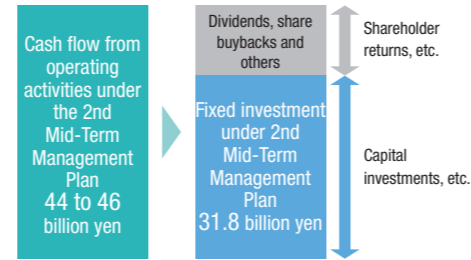 Cash flow from
operating
activities under
the 2nd
Mid-Term
Management
Plan
44 to 46
billion yen
Dividends, share
buybacks and
others
Fixed investment
under 2nd
Mid-Term
Management
Plan
31.8 billion yen
Shareholder
returns, etc.
Capital
investments, etc.